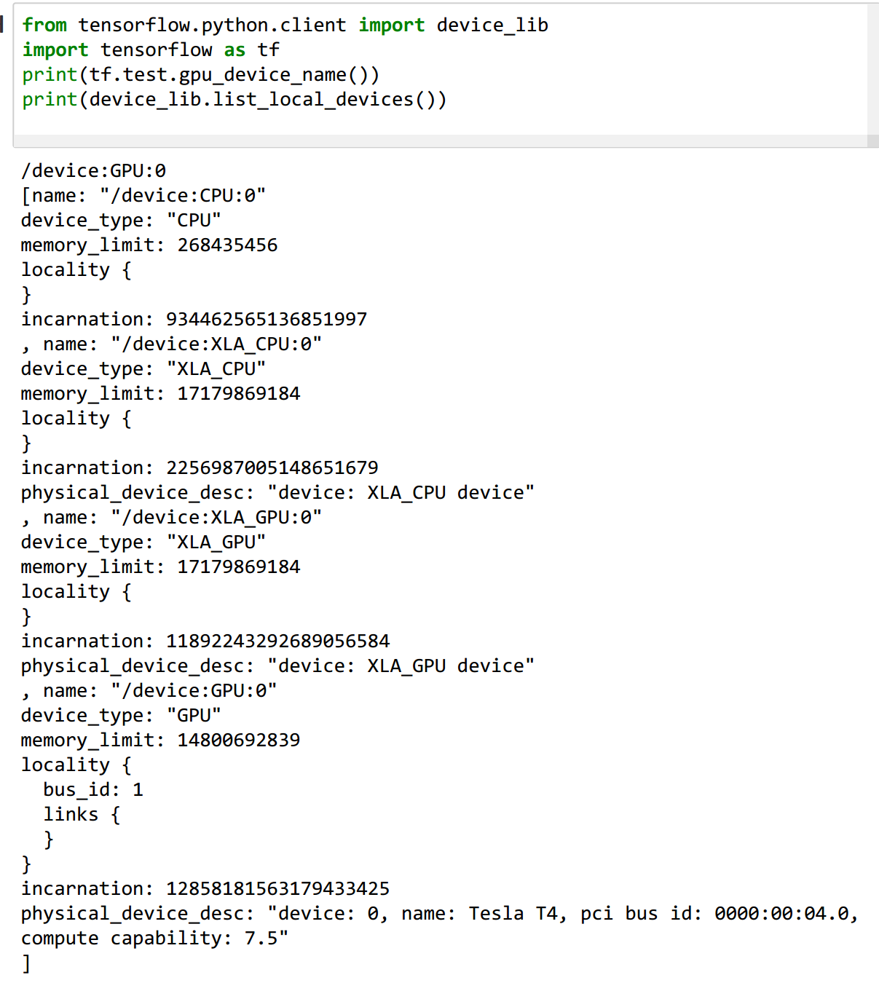 from tensorflow.python.client import device_lib
import tensorflow as tf
print(tf.test.gpu_device_name())
print(device_lib.list_local_devices())
/device:GPU:0
[name: "/device:CPU:0"
device_type: "CPU"
memory_limit: 268435456
locality {
}
incarnation: 934462565136851997
, name: "/device:XLA_CPU:0"
device_type: "XLA_CPU"
memory_limit: 17179869184
locality {
}
incarnation: 2256987005148651679
physical_device_desc: "device: XLA_CPU device"
, name: "/device:XLA_GPU:0"
device_type: "XLA_GPU"
memory_limit: 17179869184
locality {
}
incarnation: 11892243292689056584
physical_device_desc: "device: XLA_GPU device"
, name: "/device:GPU:0"
device_type: "GPU"
memory_limit: 14800692839
locality {
  bus_id: 1
  links {
  }
}
incarnation: 12858181563179433425
physical_device_desc: "device: 0, name: Tesla T4, pci bus id: 0000:00:04.0,
compute capability: 7.5"
]